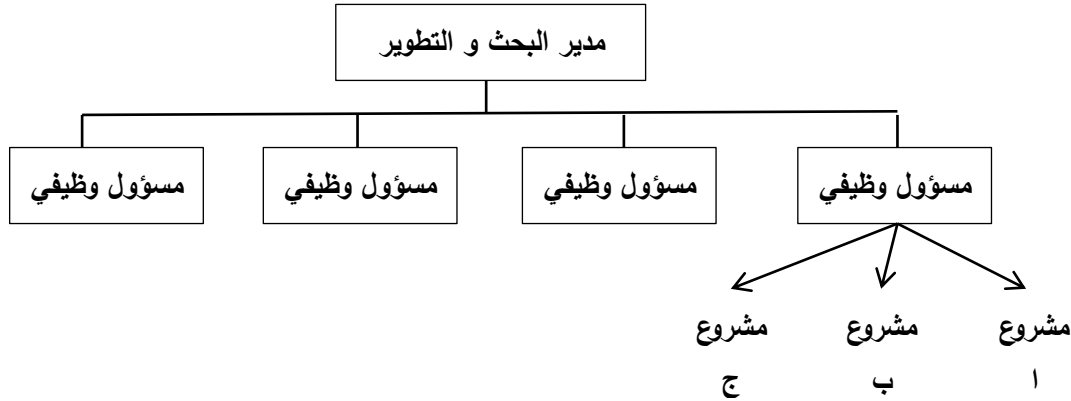 مدير البحث و التطوير
مسؤول وظيفي
مسؤول وظيفي
مسؤول وظيفي
مسؤول وظيفي
مشروع
ا
مشروع
ب
مشروع
ج